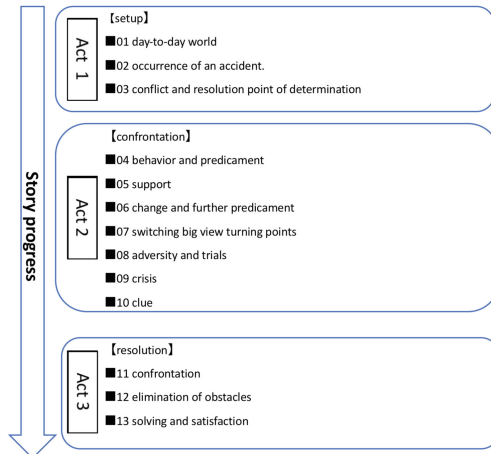 Story progress
Act 1
【setup】
■01 day-to-day world
■02 occurrence of an accident.
■03 conflict and resolution point of determination
Act 2
【confrontation】
■04 behavior and predicament
■05 support
■06 change and further predicament
■07 switching big view turning points
■08 adversity and trials
■09 crisis
■10 clue
Act 3
【resolution】
■11 confrontation
■12 elimination of obstacles
■13 solving and satisfaction